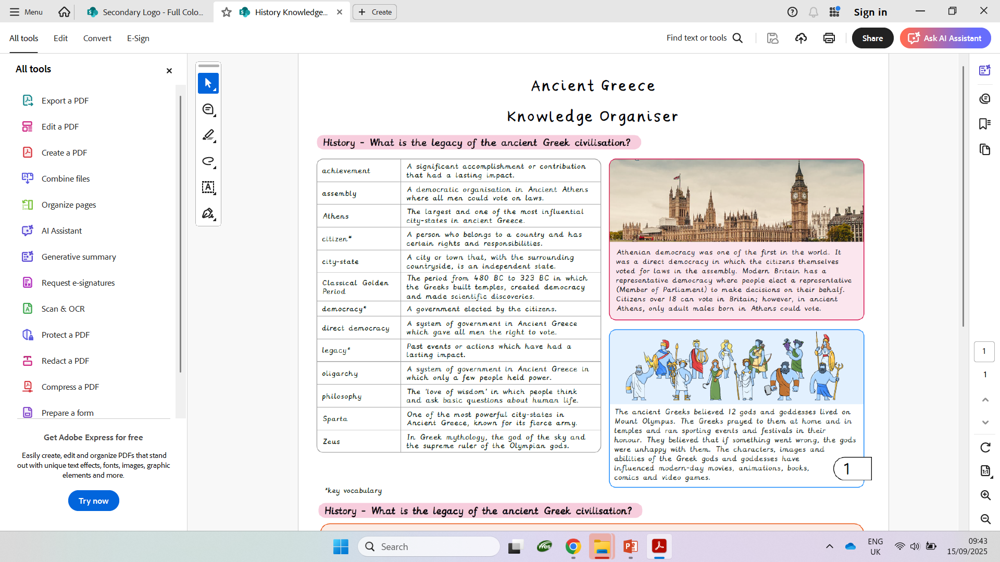 Menu
Secondary Logo - Full Colo...
History Knowledge...
Create
Sign in
All tools
Edit
Convert
E-Sign
Find text or tools
Share
Ask AI Assistant
All tools
Export a PDF
Edit a PDF
Create a PDF
Combine files
Organize pages
AI Assistant
Generative summary
Request e-signatures
Scan & OCR
Protect a PDF
Redact a PDF
Compress a PDF
Prepare a form
Get Adobe Express for free
Easily create, edit and organize PDFs that stand
out with unique text effects, fonts, images, graphic
elements and more.
Try now
Ancient Greece
Knowledge Organiser
History - What is the legacy of the ancient Greek civilisation?
achievement
A significant accomplishment or contribution
that had a lasting impact.
assembly
A democratic organisation in Ancient Athens
where all men could vote on laws.
Athens
The largest and one of the most influential
city-states in ancient Greece.
citizen*
A person who belongs to a country and has
certain rights and responsibilities.
city-state
A city or town that, with the surrounding
countryside, is an independent state.
Classical Golden
Period
The period from 480 BC to 323 BC in which
the Greeks built temples, created democracy
and made scientific discoveries.
democracy*
A government elected by the citizens.
direct democracy
A system of government in Ancient Greece
which gave all men the right to vote.
legacy*
Past events or actions which have had a
lasting impact.
oligarchy
A system of government in Ancient Greece in
which only a few people held power.
philosophy
The 'love of wisdom' in which people think
and ask basic questions about human life.
Sparta
One of the most powerful city-states in
Ancient Greece, known for its fierce army.
Zeus
In Greek mythology, the god of the sky and
the supreme ruler of the Olympian gods.
*key vocabulary
Athenian democracy was one of the first in the world. It
was a direct democracy in which the citizens themselves
voted for laws in the assembly. Modern Britain has a
representative democracy where people elect a representative
(Member of Parliament) to make decisions on their behalf.
Citizens over 18 can vote in Britain; however, in ancient
Athens, only adult males born in Athens could vote.
The ancient Greeks believed 12 gods and goddesses lived on
Mount Olympus. The Greeks prayed to them at home and in
temples and ran sporting events and festivals in their
honour. They believed that if something went wrong, the gods
were unhappy with them. The characters, images and
abilities of the Greek gods and goddesses have
influenced modern-day movies, animations, books,
comics and video games.
1
History - What is the legacy of the ancient Greek civilisation?
1
1
1:1
Search
Wes
ENG
UK
09:43
15/09/2025